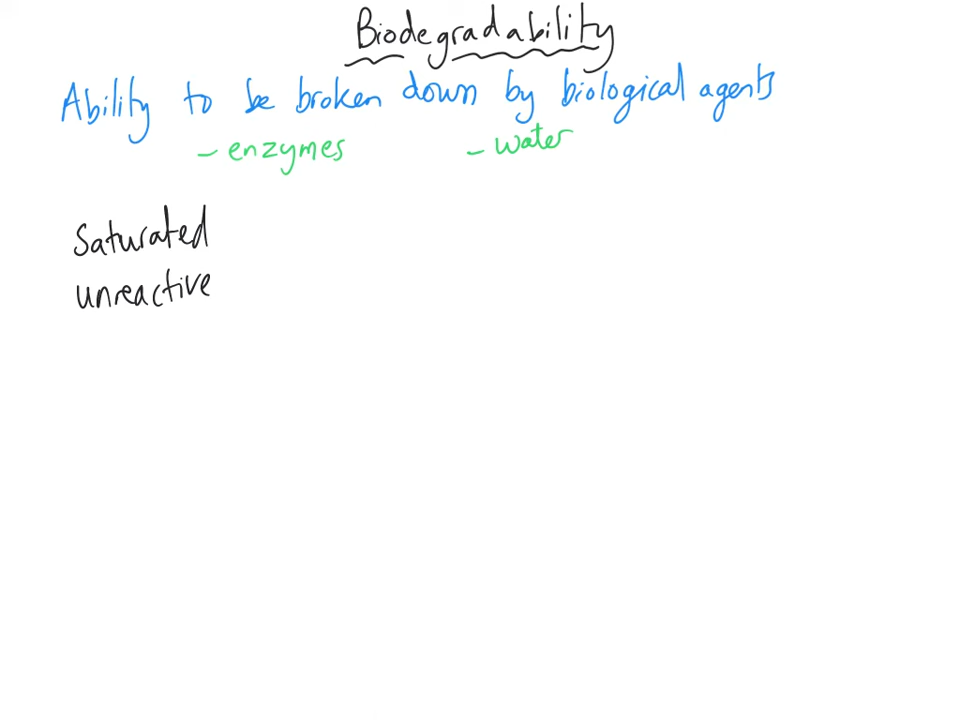 Biodegradability
Ability to be broken down by biological agents
- enzymes - water
Saturated
unreactive